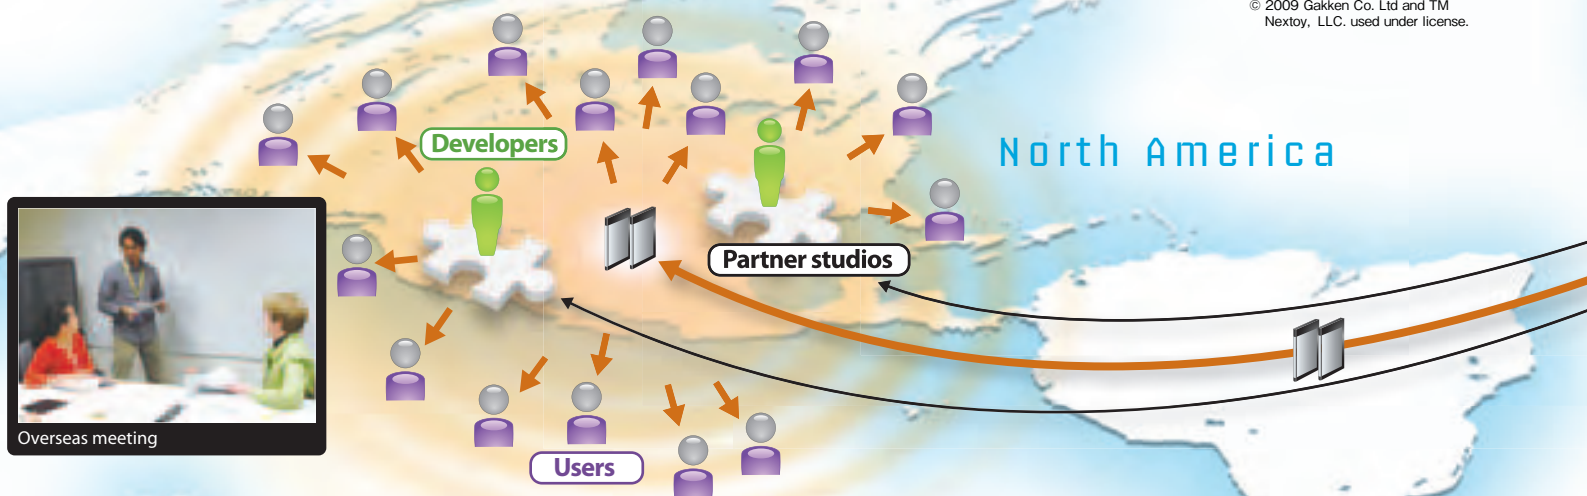 © 2009 Gakken Co. Ltd and TM
Nextoy, LLC. used under license.
Developers
North America
Partner studios
Overseas meeting
Users